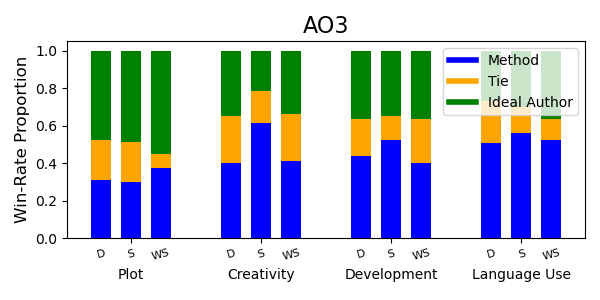 AO3
Win-Rate Proportion
1.0
0.8
0.6
0.4
0.2
0.0
Method
Tie
Ideal Author
D S WS D S WS D S WS D S WS
Plot Creativity Development Language Use